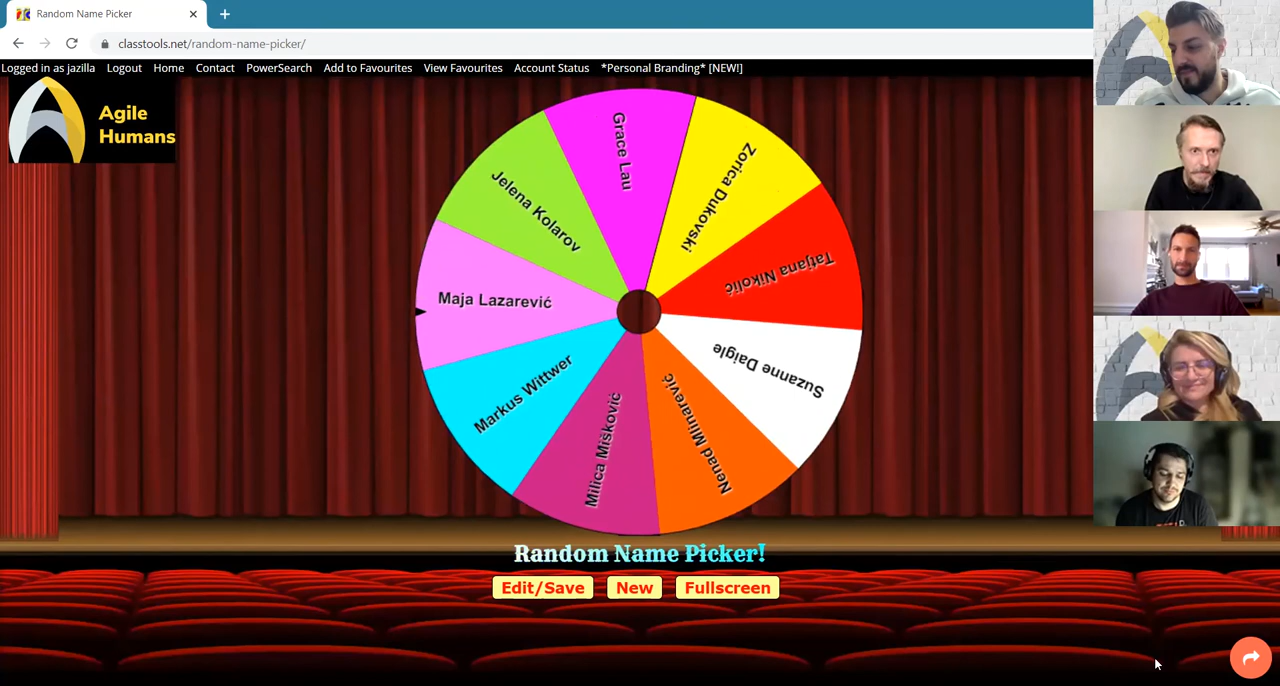 Random Name Picker
classtools.net/random-name-picker/
Logged in as jazilla Logout Home Contact PowerSearch Add to Favourites View Favourites Account Status *Personal Branding* [NEW!]
Agile
Humans
Grace Lau
Zorica Dukovski
Tatjana Nikolić
Suzanne Daigle
Nenad Mlinarević
Milica Mišković
Markus Wittwer
Maja Lazarević
Jelena Kolarov
Random Name Picker!
Edit/Save New Fullscreen